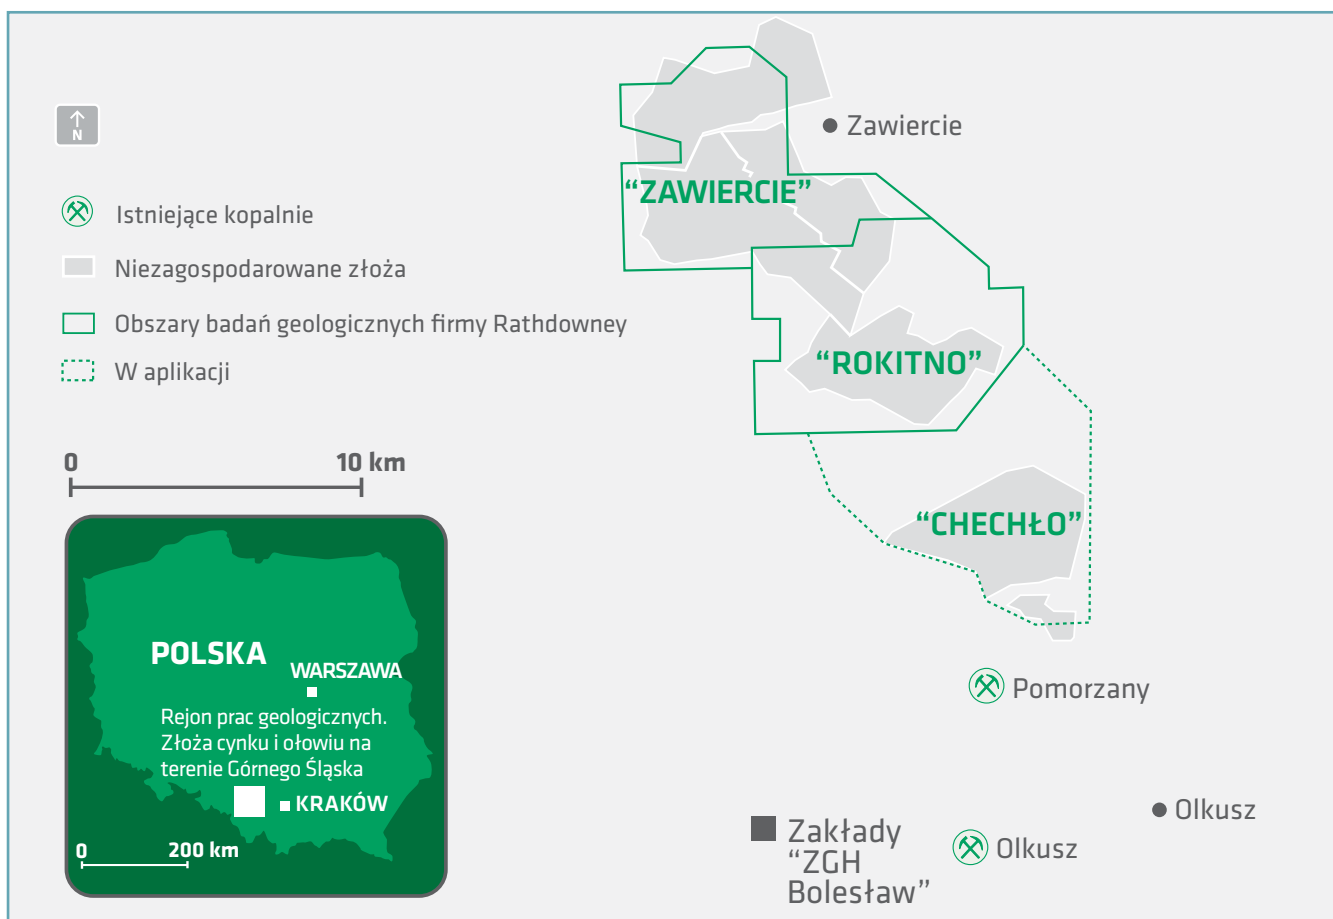 N
Istniejące kopalnie
Niezagospodarowane złoża
Obszary badań geologicznych firmy Rathdowney
W aplikacji
0 10 km
Zawiercie
“ZAWIERCIE”
“ROKITNO”
“CHECHŁO”
Pomorzany
Olkusz
Zakłady
“ZGH
Bolesław”
Olkusz
POLSKA
WARSZAWA
Rejon prac geologicznych.
Złoża cynku i ołowiu na
terenie Górnego Śląska
KRAKÓW
0 200 km